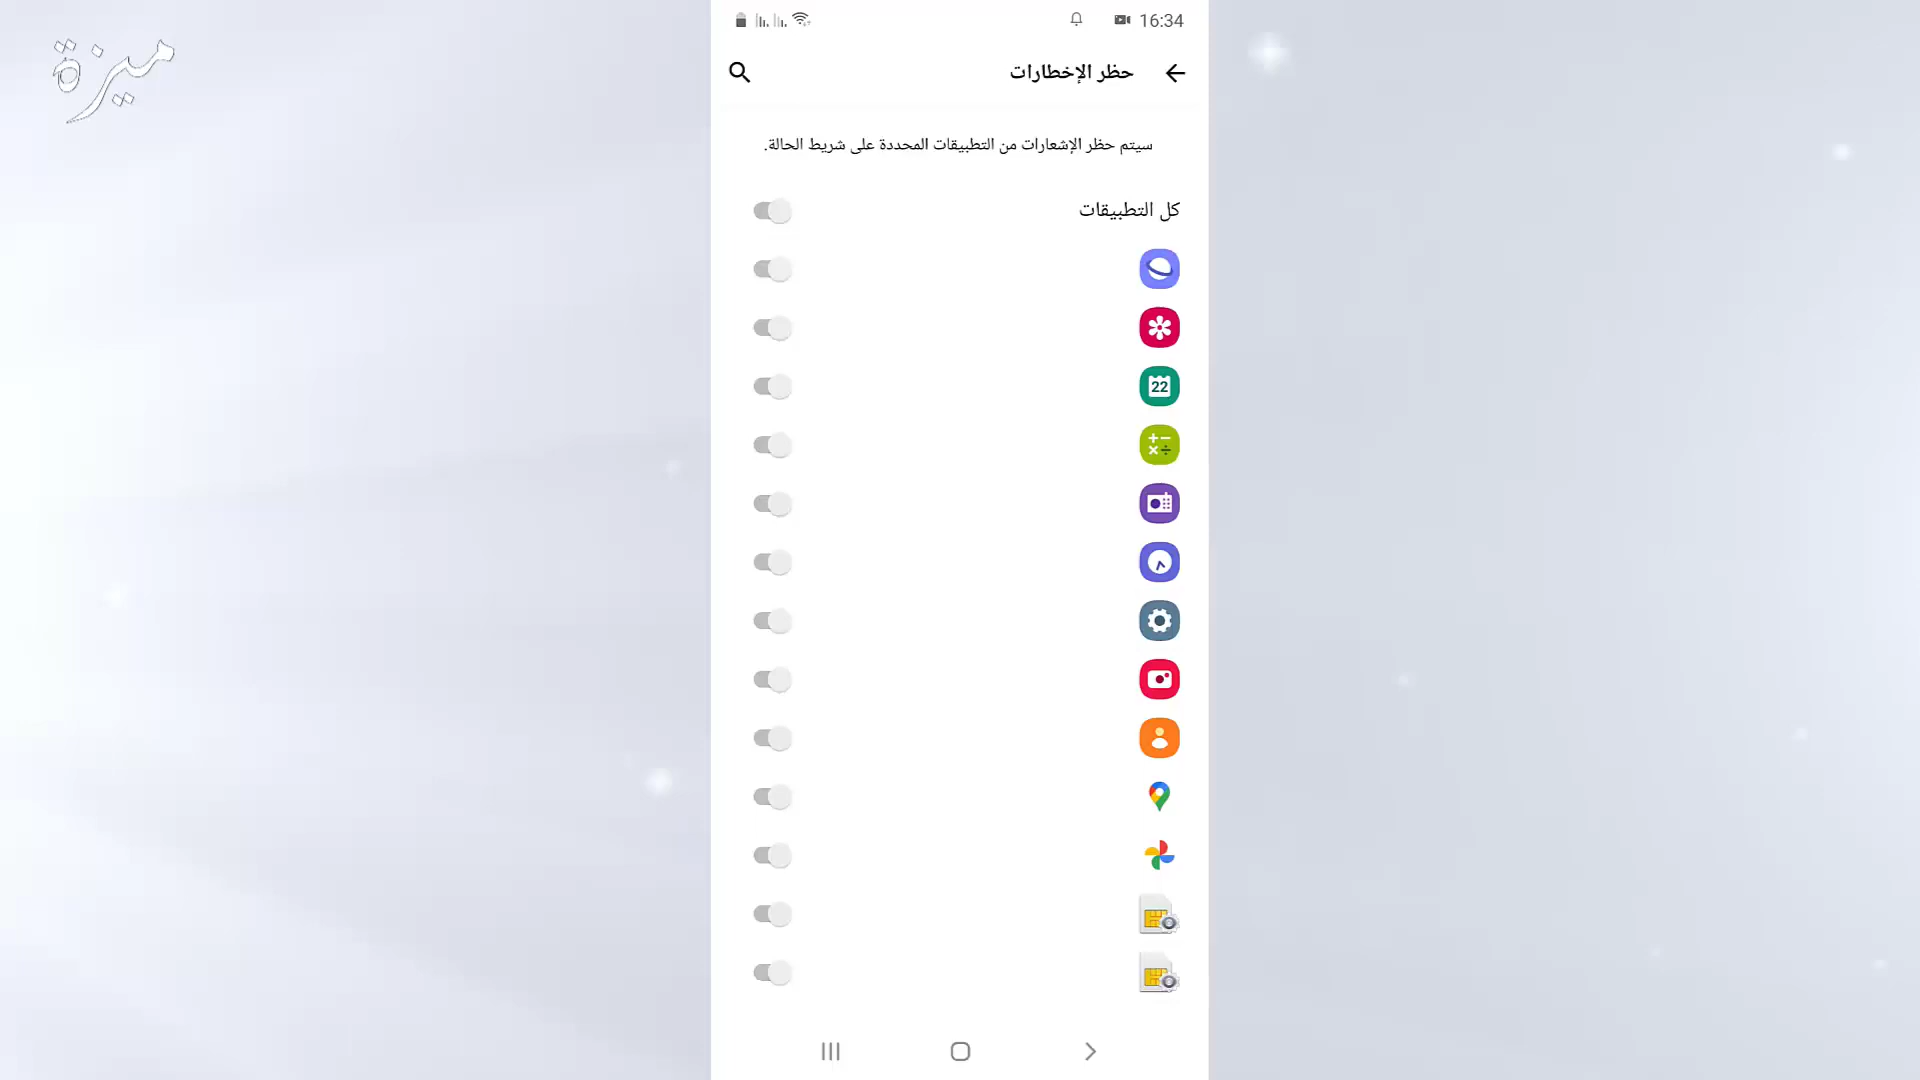 ميزة
16:34
حظر الإخطارات
سيتم حظر الإشعارات من التطبيقات المحددة على شريط الحالة.
كل التطبيقات
22